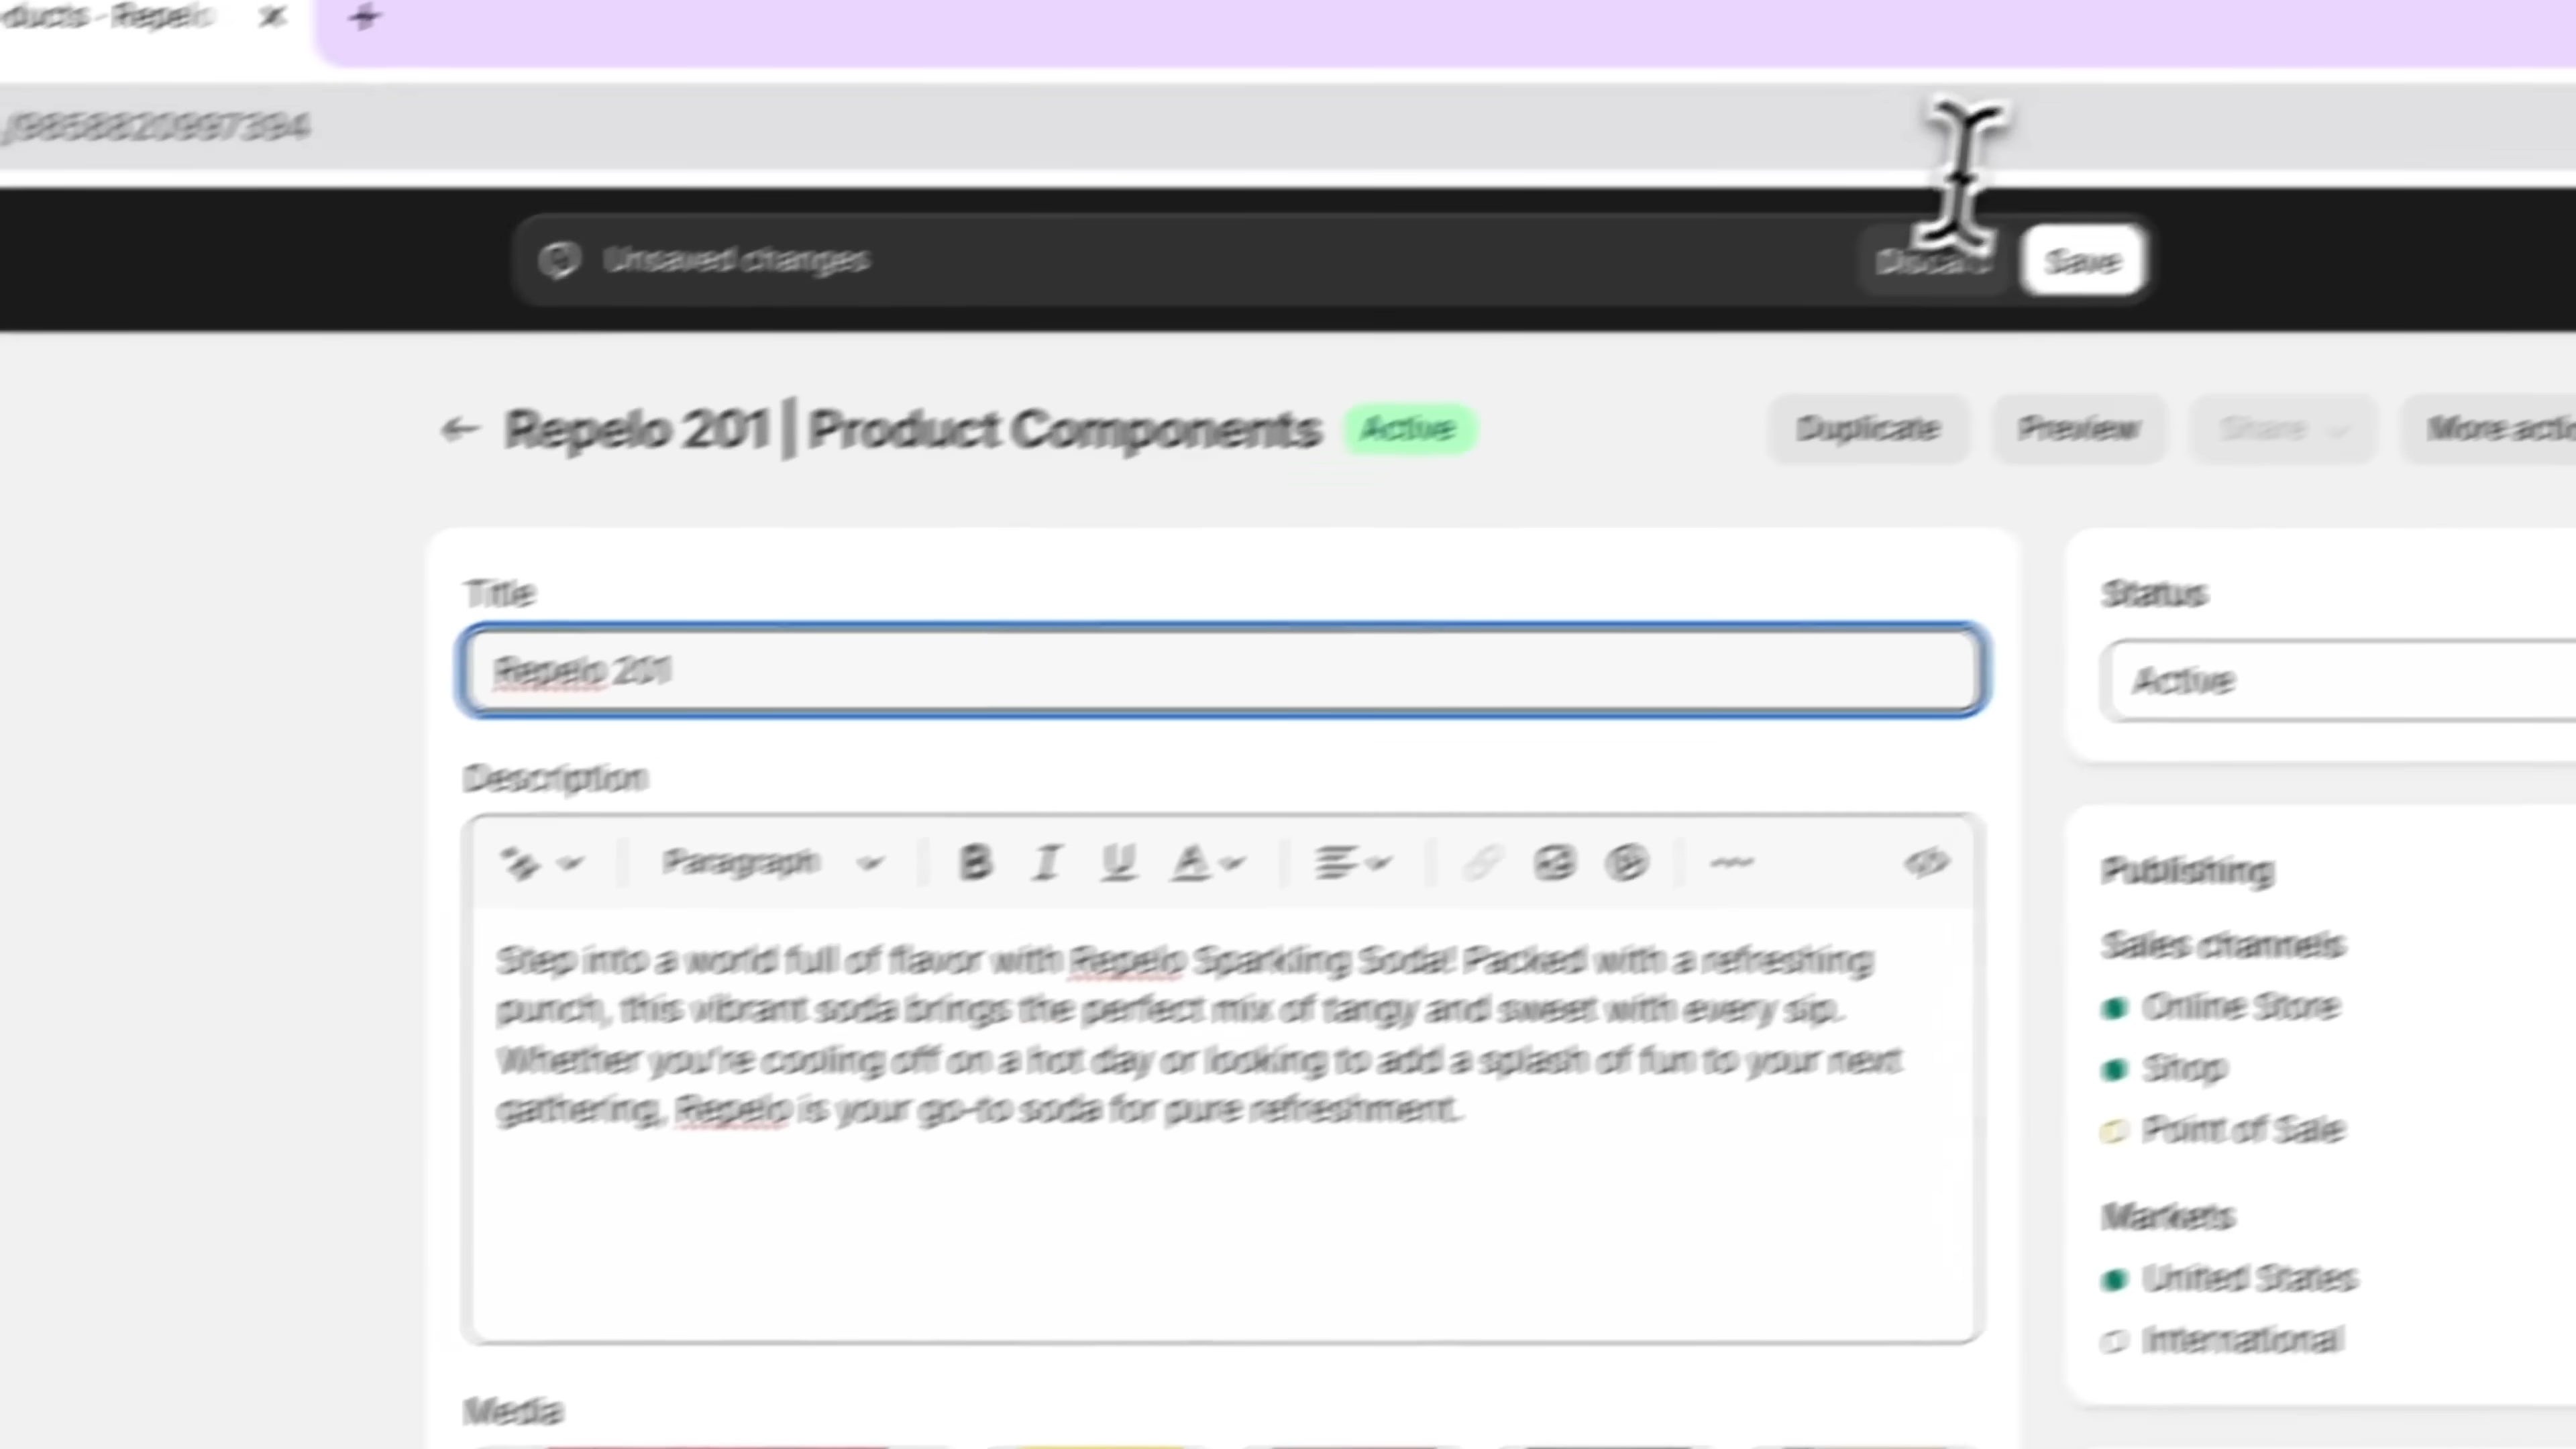 ducts - Repelo
/9858820997394
Unsaved changes
Discard
Save
Repelo 201 | Product Components
Active
Duplicate
Preview
Share
More actio
Title
Repelo 201
Description
Paragraph
B I U A
Step into a world full of flavor with Repelo Sparkling Soda! Packed with a refreshing
punch, this vibrant soda brings the perfect mix of tangy and sweet with every sip.
Whether you're cooling off on a hot day or looking to add a splash of fun to your next
gathering, Repelo is your go-to soda for pure refreshment.
Media
Status
Active
Publishing
Sales channels
Online Store
Shop
Point of Sale
Markets
United States
International